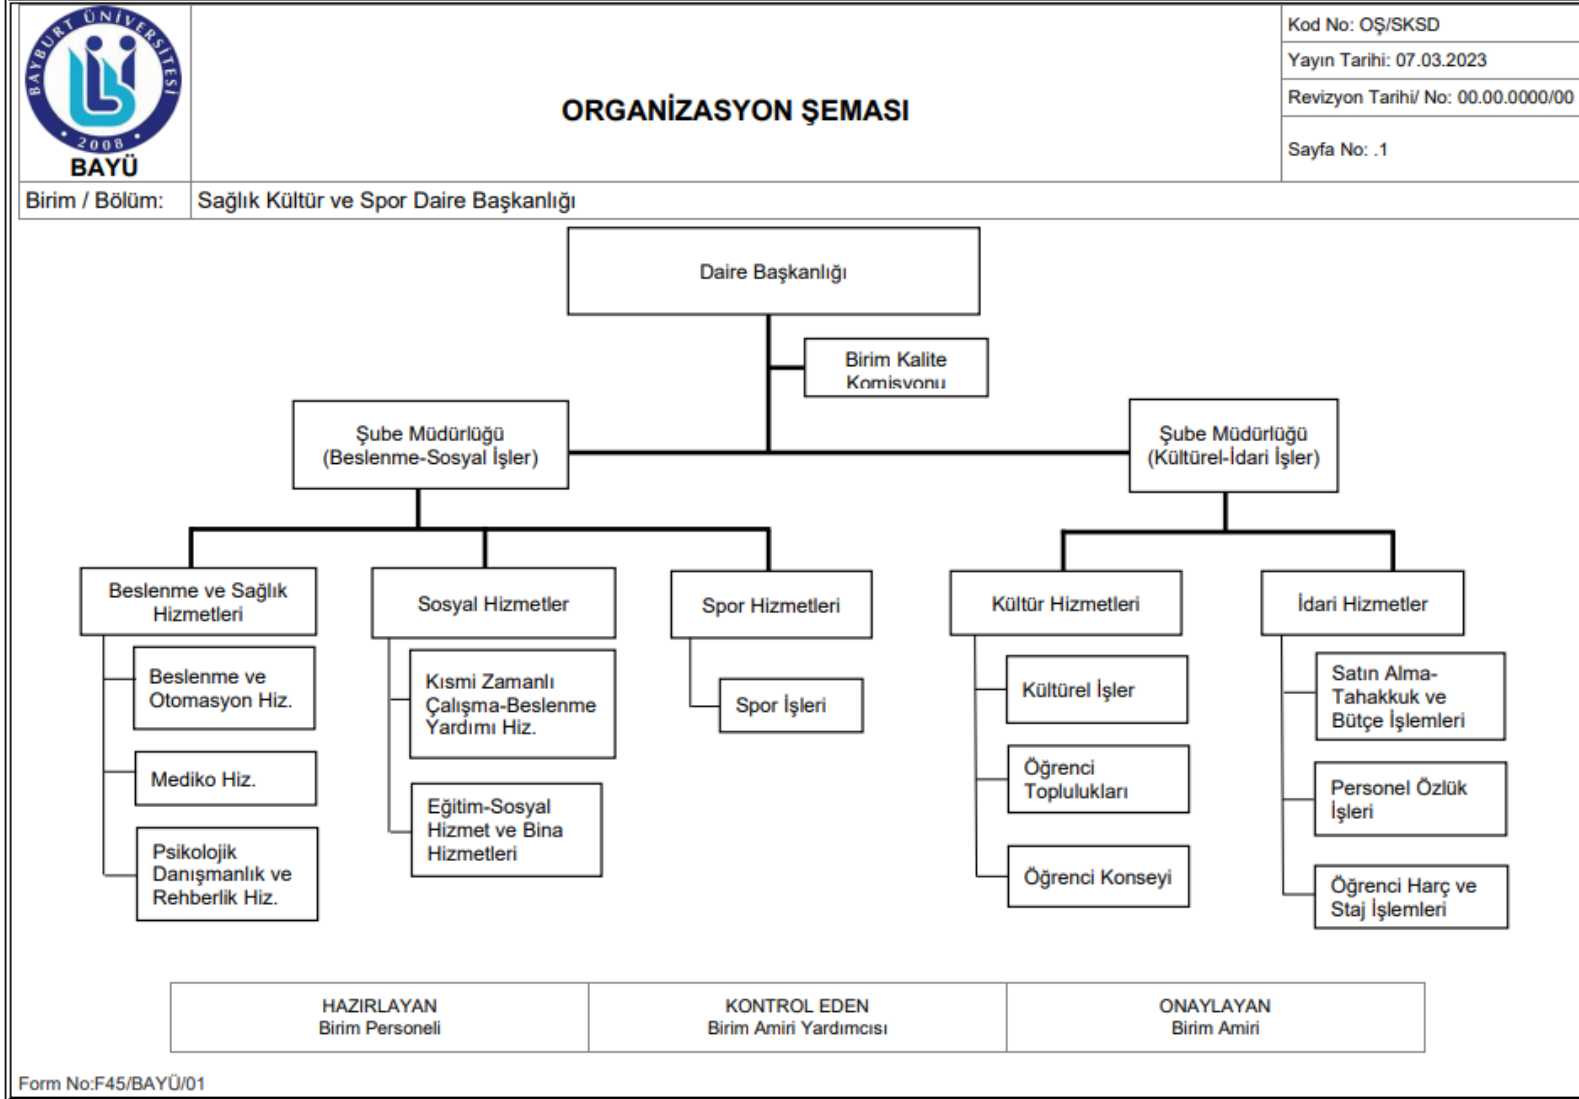 BAYBURT ÜNİVERSİTESİ
2008
BAYÜ
ORGANİZASYON ŞEMASI
Kod No: OŞ/SKSD
Yayın Tarihi: 07.03.2023
Revizyon Tarihi/ No: 00.00.0000/00
Sayfa No: .1
Birim / Bölüm:
Sağlık Kültür ve Spor Daire Başkanlığı
Daire Başkanlığı
Birim Kalite
Komisyonu
Şube Müdürlüğü
(Beslenme-Sosyal İşler)
Şube Müdürlüğü
(Kültürel-İdari İşler)
Beslenme ve Sağlık
Hizmetleri
Sosyal Hizmetler
Spor Hizmetleri
Kültür Hizmetleri
İdari Hizmetler
Beslenme ve
Otomasyon Hiz.
Mediko Hiz.
Psikolojik
Danışmanlık ve
Rehberlik Hiz.
Kısmi Zamanlı
Çalışma-Beslenme
Yardımı Hiz.
Eğitim-Sosyal
Hizmet ve Bina
Hizmetleri
Spor İşleri
Kültürel İşler
Öğrenci
Toplulukları
Öğrenci Konseyi
Satın Alma-
Tahakkuk ve
Bütçe İşlemleri
Personel Özlük
İşleri
Öğrenci Harç ve
Staj İşlemleri
HAZIRLAYAN
Birim Personeli
KONTROL EDEN
Birim Amiri Yardımcısı
ONAYLAYAN
Birim Amiri
Form No:F45/BAYÜ/01